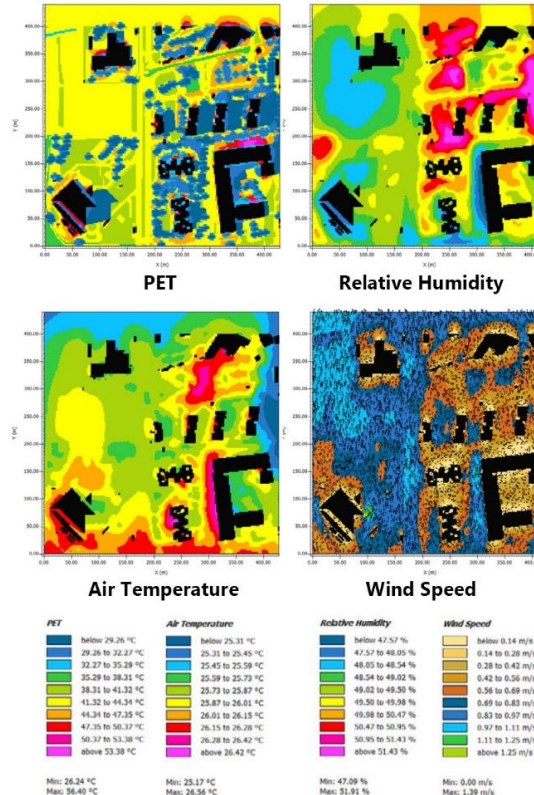 PET
Relative Humidity
Air Temperature
Wind Speed
PET
below 29.26 °C
29.26 to 32.27 °C
32.27 to 35.29 °C
35.29 to 38.31 °C
38.31 to 41.32 °C
41.32 to 44.34 °C
44.34 to 47.35 °C
47.35 to 50.37 °C
50.37 to 53.38 °C
above 53.38 °C
Min: 26.24 °C
Max: 56.40 °C
Air Temperature
below 25.31 °C
25.31 to 25.45 °C
25.45 to 25.59 °C
25.59 to 25.73 °C
25.73 to 25.87 °C
25.87 to 26.01 °C
26.01 to 26.15 °C
26.15 to 26.28 °C
26.28 to 26.42 °C
above 26.42 °C
Min: 25.17 °C
Max: 26.56 °C
Relative Humidity
below 47.57 %
47.57 to 48.05 %
48.05 to 48.54 %
48.54 to 49.02 %
49.02 to 49.50 %
49.50 to 49.98 %
49.98 to 50.47 %
50.47 to 50.95 %
50.95 to 51.43 %
above 51.43 %
Min: 47.09 %
Max: 51.91 %
Wind Speed
below 0.14 m/s
0.14 to 0.28 m/s
0.28 to 0.42 m/s
0.42 to 0.56 m/s
0.56 to 0.69 m/s
0.69 to 0.83 m/s
0.83 to 0.97 m/s
0.97 to 1.11 m/s
1.11 to 1.25 m/s
above 1.25 m/s
Min: 0.00 m/s
Max: 1.39 m/s